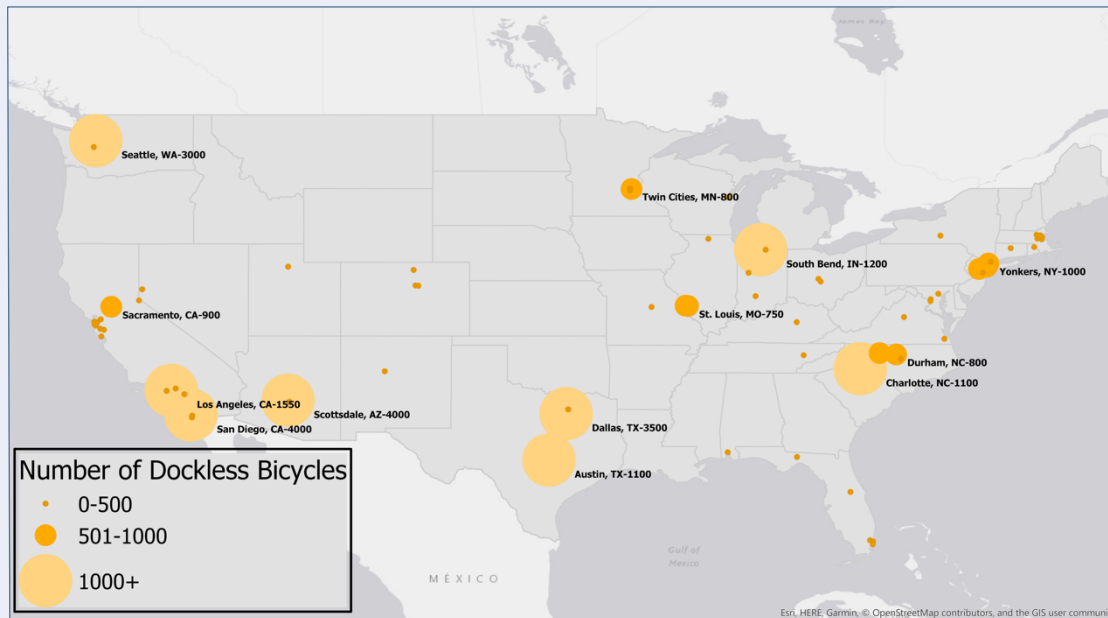 James Bay
Seattle, WA-3000
Twin Cities, MN-800
South Bend, IN-1200
Yonkers, NY-1000
Sacramento, CA-900
St. Louis, MO-750
Durham, NC-800
Charlotte, NC-1100
Los Angeles, CA-1550
Scottsdale, AZ-4000
San Diego, CA-4000
Dallas, TX-3500
Austin, TX-1100
Number of Dockless Bicycles
0-500
501-1000
1000+
Gulf of
Mexico
MÉXICO
Esri, HERE, Garmin, © OpenStreetMap contributors, and the GIS user communi